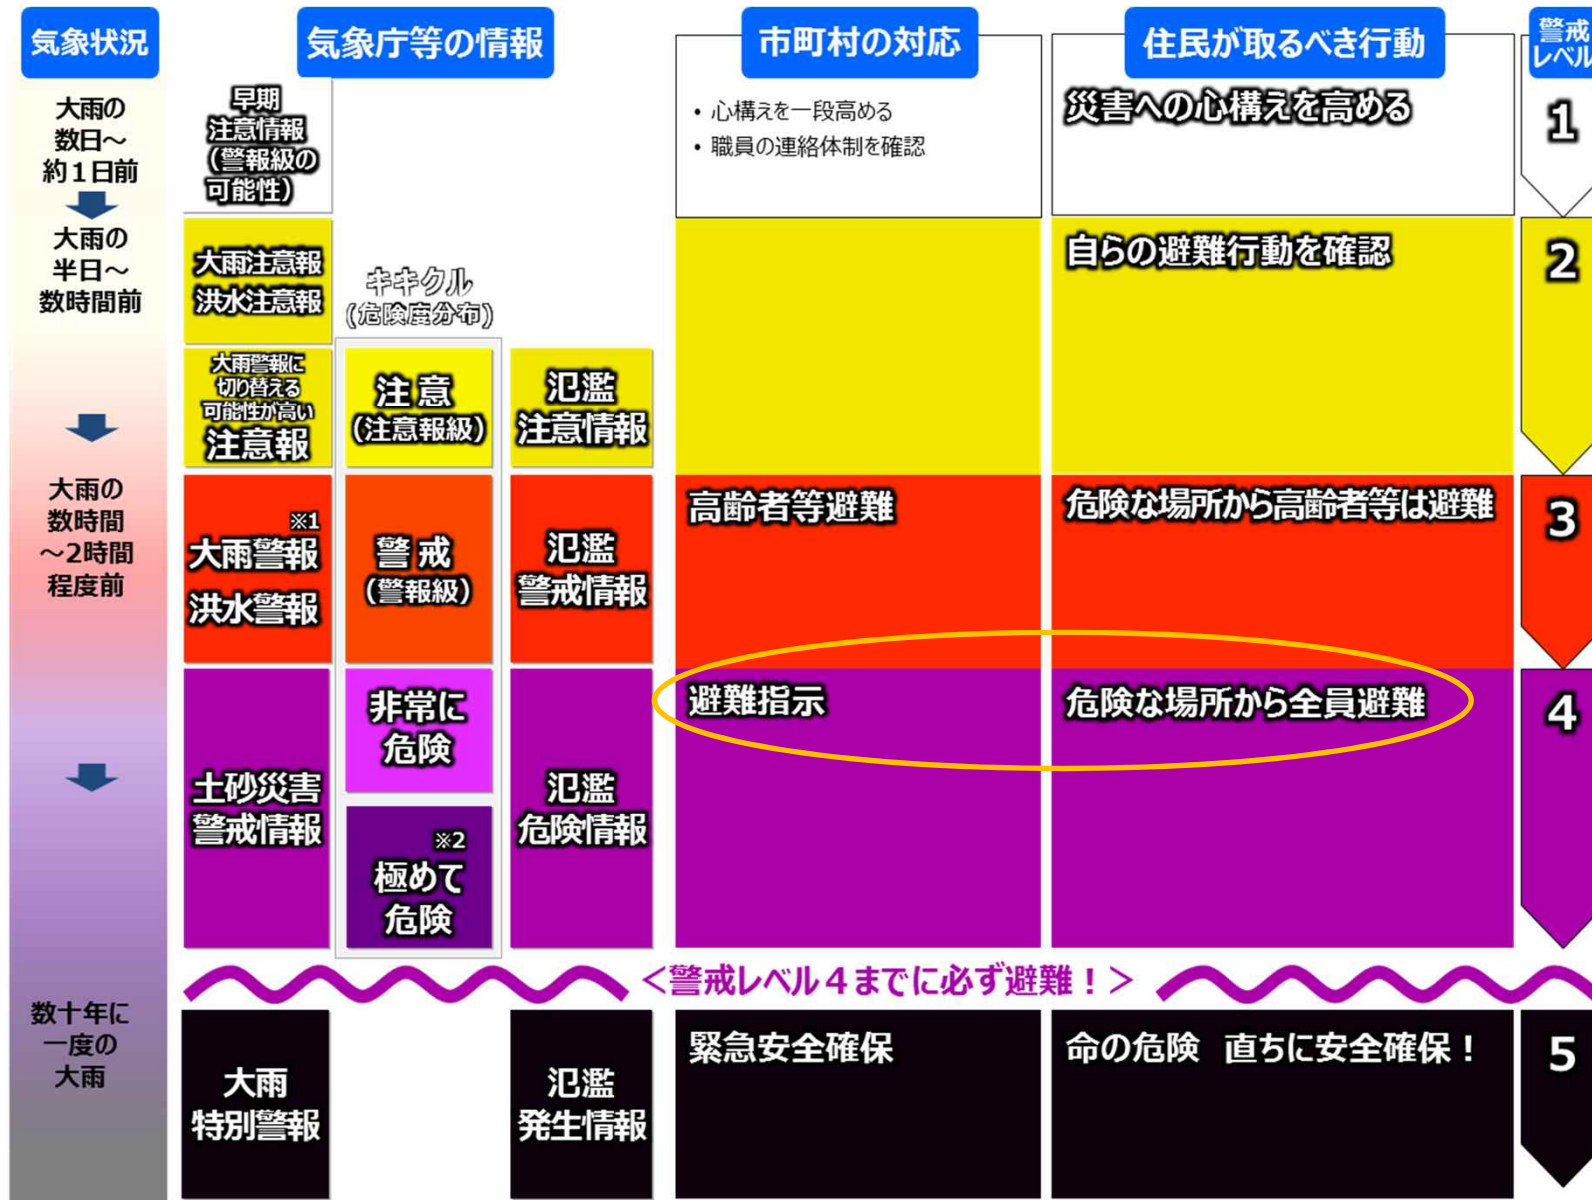 気象状況
気象庁等の情報
市町村の対応
住民が取るべき行動
警戒
レベル
大雨の
数日～
約１日前
早期
注意情報
（警報級の
可能性）
• 心構えを一段高める
• 職員の連絡体制を確認
災害への心構えを高める
1
大雨の
半日～
数時間前
大雨注意報
洪水注意報
キキクル
(危険度分布)
自らの避難行動を確認
2
大雨警報に
切り替える
可能性が高い
注意報
注意
（注意報級）
氾濫
注意情報
大雨の
数時間
～2時間
程度前
※1
大雨警報
洪水警報
警戒
（警報級）
氾濫
警戒情報
高齢者等避難
危険な場所から高齢者等は避難
3
土砂災害
警戒情報
非常に
危険
※2
極めて
危険
氾濫
危険情報
避難指示
危険な場所から全員避難
4
＜警戒レベル４までに必ず避難！＞
数十年に
一度の
大雨
大雨
特別警報
氾濫
発生情報
緊急安全確保
命の危険 直ちに安全確保！
5